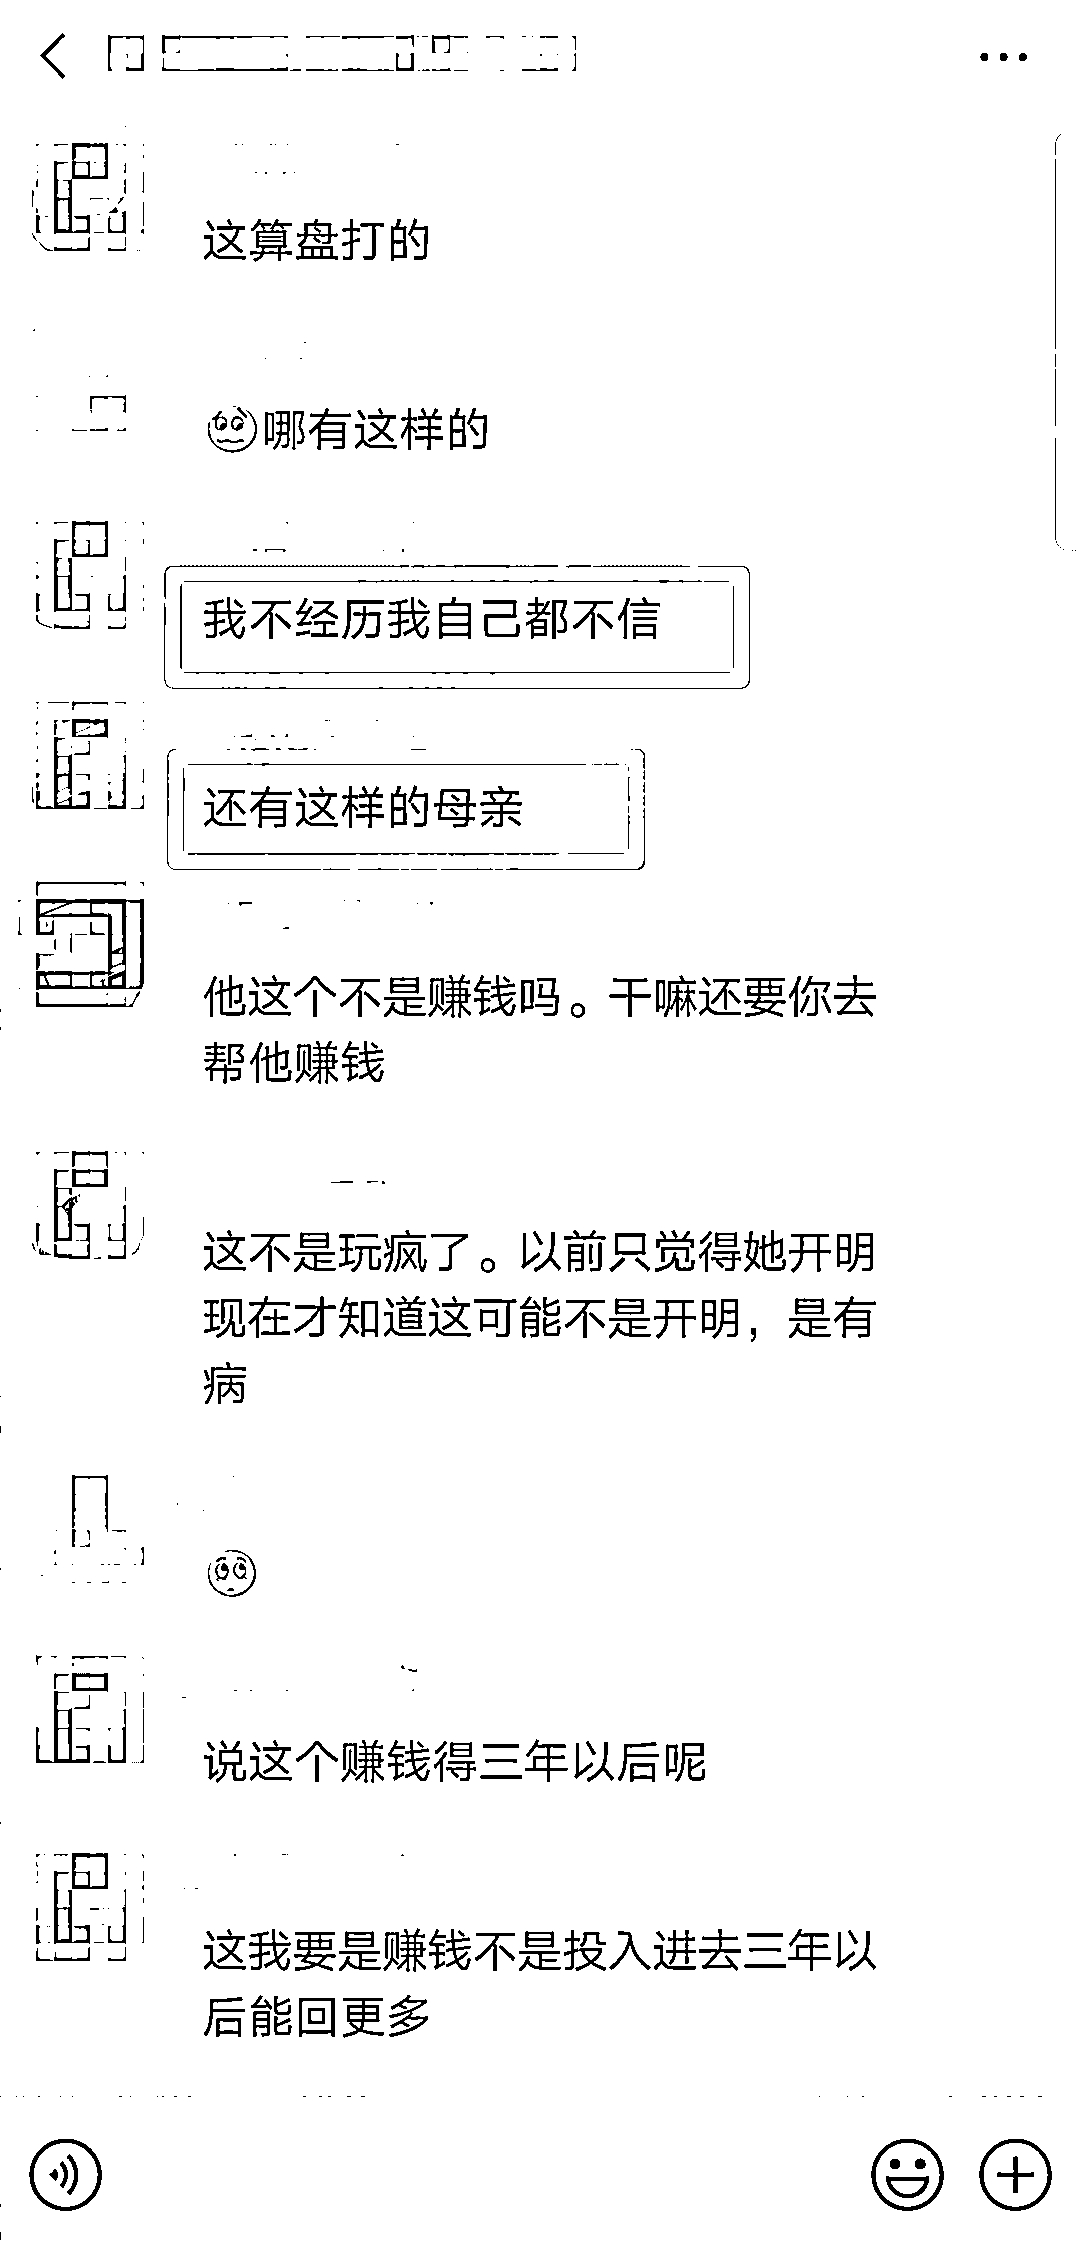 这算盘打的
哪有这样的
我不经历我自己都不信
还有这样的母亲
他这个不是赚钱吗。干嘛还要你去
帮他赚钱
这不是玩疯了。以前只觉得她开明
现在才知道这可能不是开明，是有
病
说这个赚钱得三年以后呢
这我要是赚钱不是投入进去三年以
后能回更多